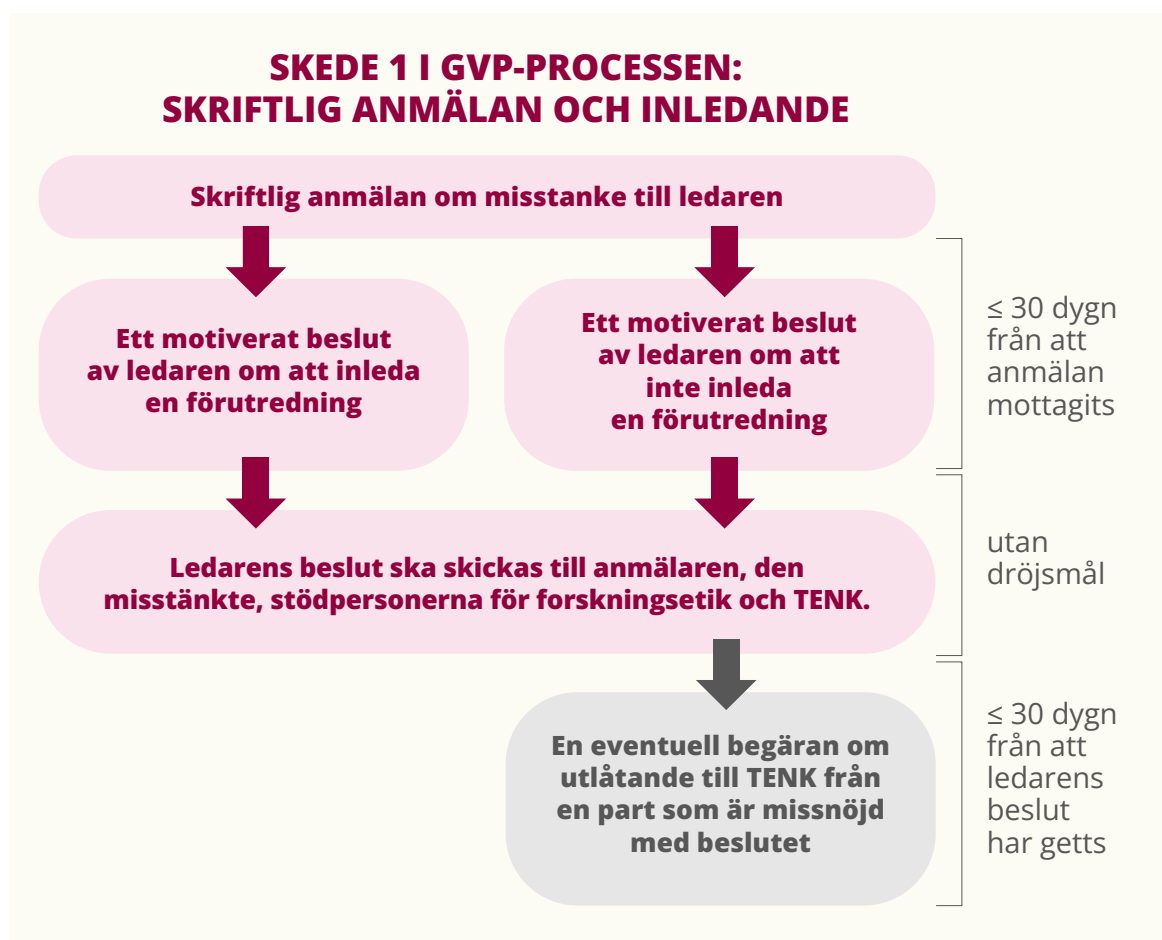 SKEDE 1 I GVP-PROCESSEN:
SKRIFTLIG ANMÄLAN OCH INLEDANDE
Skriftlig anmälan om misstanke till ledaren
Ett motiverat beslut
av ledaren om att inleda
en förutredning
Ett motiverat beslut
av ledaren om att
inte inleda
en förutredning
≤ 30 dygn
från att
anmälan
mottagits
Ledarens beslut ska skickas till anmälaren, den
misstänkte, stödpersonerna för forskningsetik och TENK.
utan
dröjsmål
En eventuell begäran om
utlåtande till TENK från
en part som är missnöjd
med beslutet
≤ 30 dygn
från att
ledarens
beslut
har getts